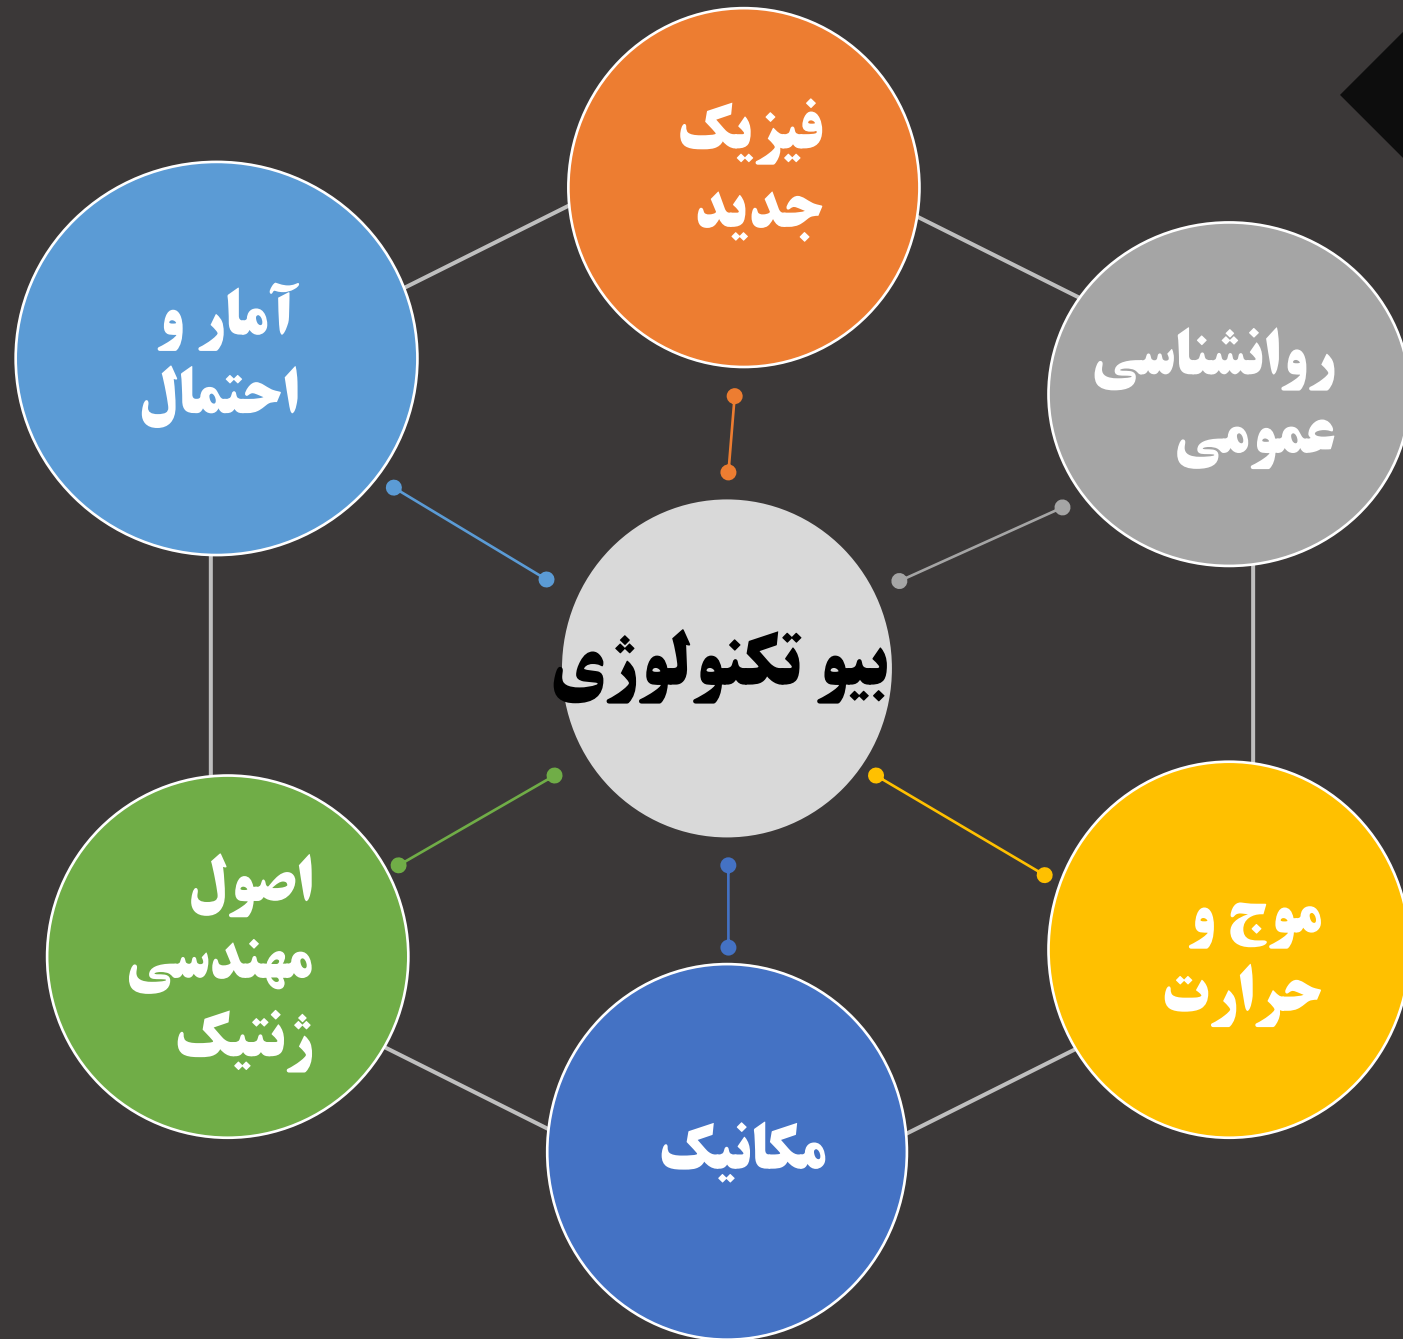 فیزیک
جدید
روانشناسی
عمومی
آمار و
احتمال
بیو تکنولوژی
موج و
حرارت
اصول
مهندسی
ژنتیک
مکانیک